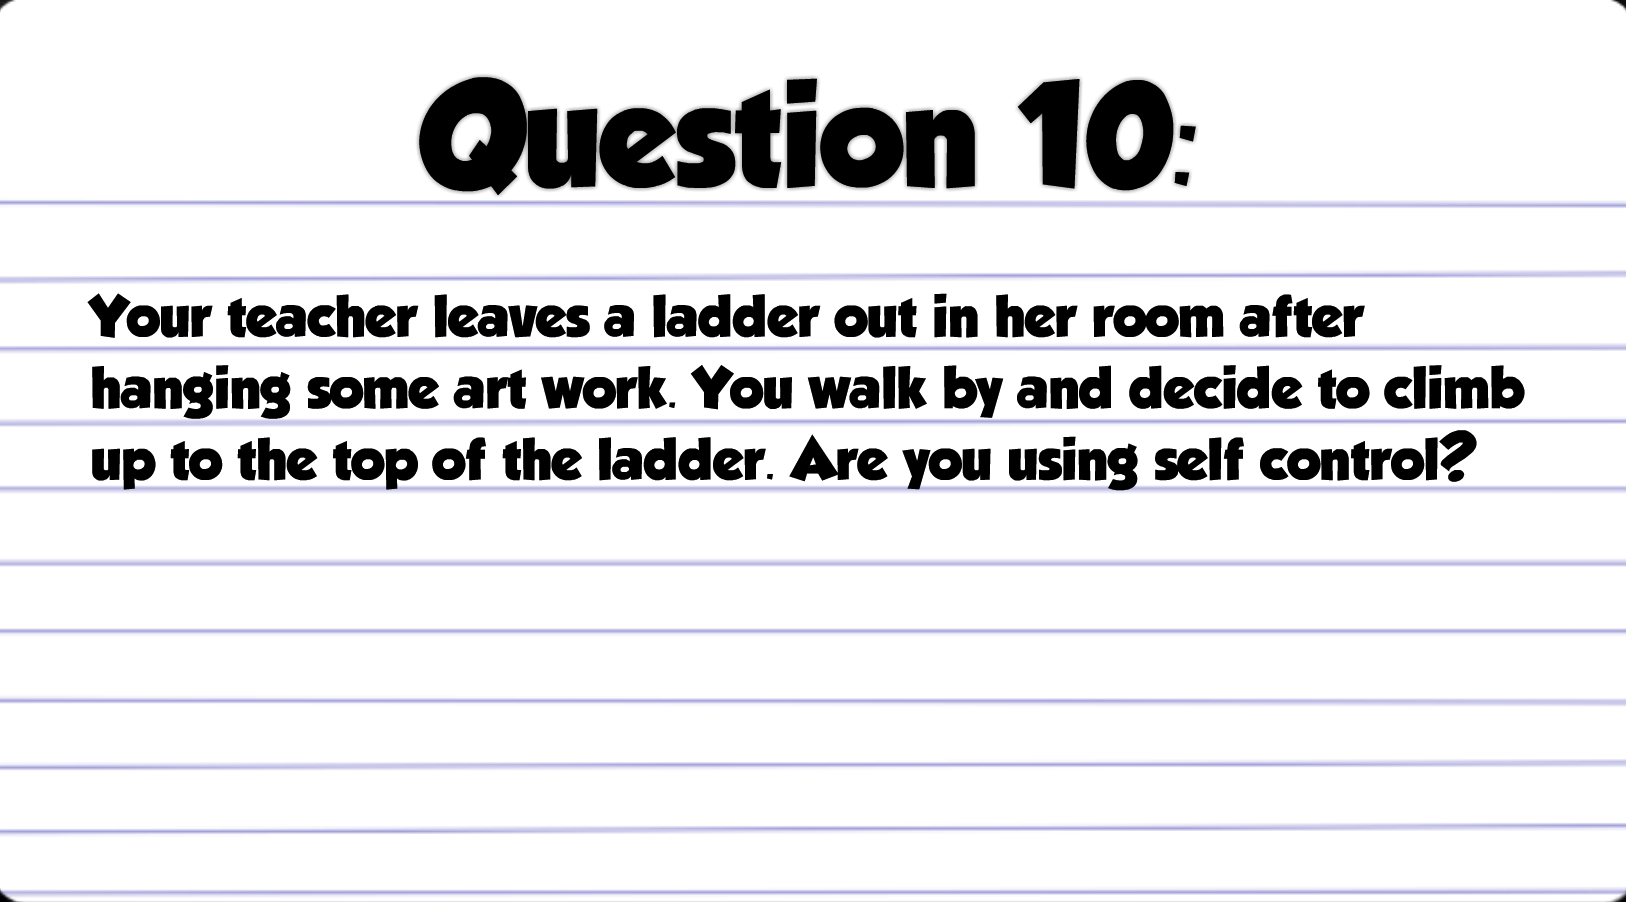 Question 10:
Your teacher leaves a ladder out in her room after
hanging some art work. You walk by and decide to climb
up to the top of the ladder. Are you using self control?